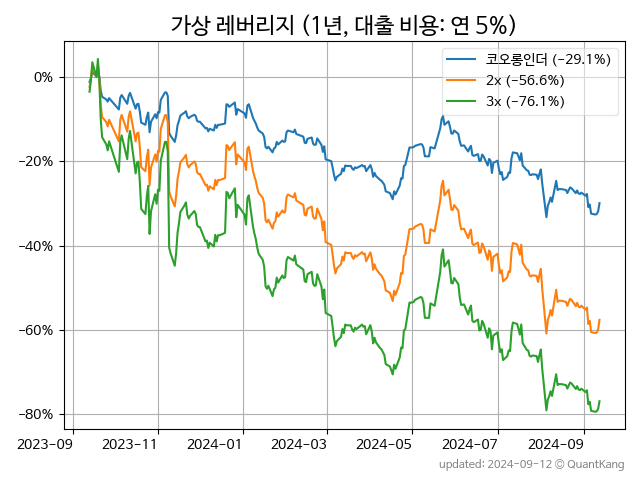 가상 레버리지 (1년, 대출 비용: 연 5%)
코오롱인더 (−29.1%)
2x (−56.6%)
3x (−76.1%)
0%
−20%
−40%
−60%
−80%
2023-09 2023-11 2024-01 2024-03 2024-05 2024-07 2024-09
updated: 2024-09-12 © QuantKang